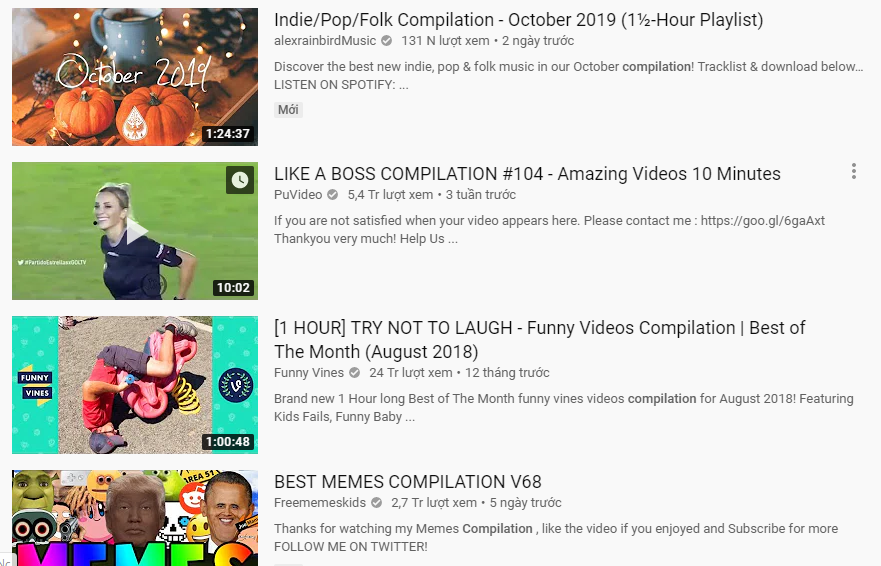 October 2019
1:24:37
Indie/Pop/Folk Compilation - October 2019 (1½-Hour Playlist)
alexrainbirdMusic 131 N lượt xem • 2 ngày trước
Discover the best new indie, pop & folk music in our October compilation! Tracklist & download below…
LISTEN ON SPOTIFY: ...
Mới
#PartidoEstrellasxGOLTV
10:02
LIKE A BOSS COMPILATION #104 - Amazing Videos 10 Minutes
PuVideo 5,4 Tr lượt xem • 3 tuần trước
If you are not satisfied when your video appears here. Please contact me : https://goo.gl/6gaAxt
Thankyou very much! Help Us ...
FUNNY
VINES
1:00:48
[1 HOUR] TRY NOT TO LAUGH - Funny Videos Compilation | Best of
The Month (August 2018)
Funny Vines 24 Tr lượt xem • 12 tháng trước
Brand new 1 Hour long Best of The Month funny vines videos compilation for August 2018! Featuring
Kids Fails, Funny Baby ...
AREA 51
MEMES
BEST MEMES COMPILATION V68
Freememeskids 2,7 Tr lượt xem • 5 ngày trước
Thanks for watching my Memes Compilation , like the video if you enjoyed and Subscribe for more
FOLLOW ME ON TWITTER!